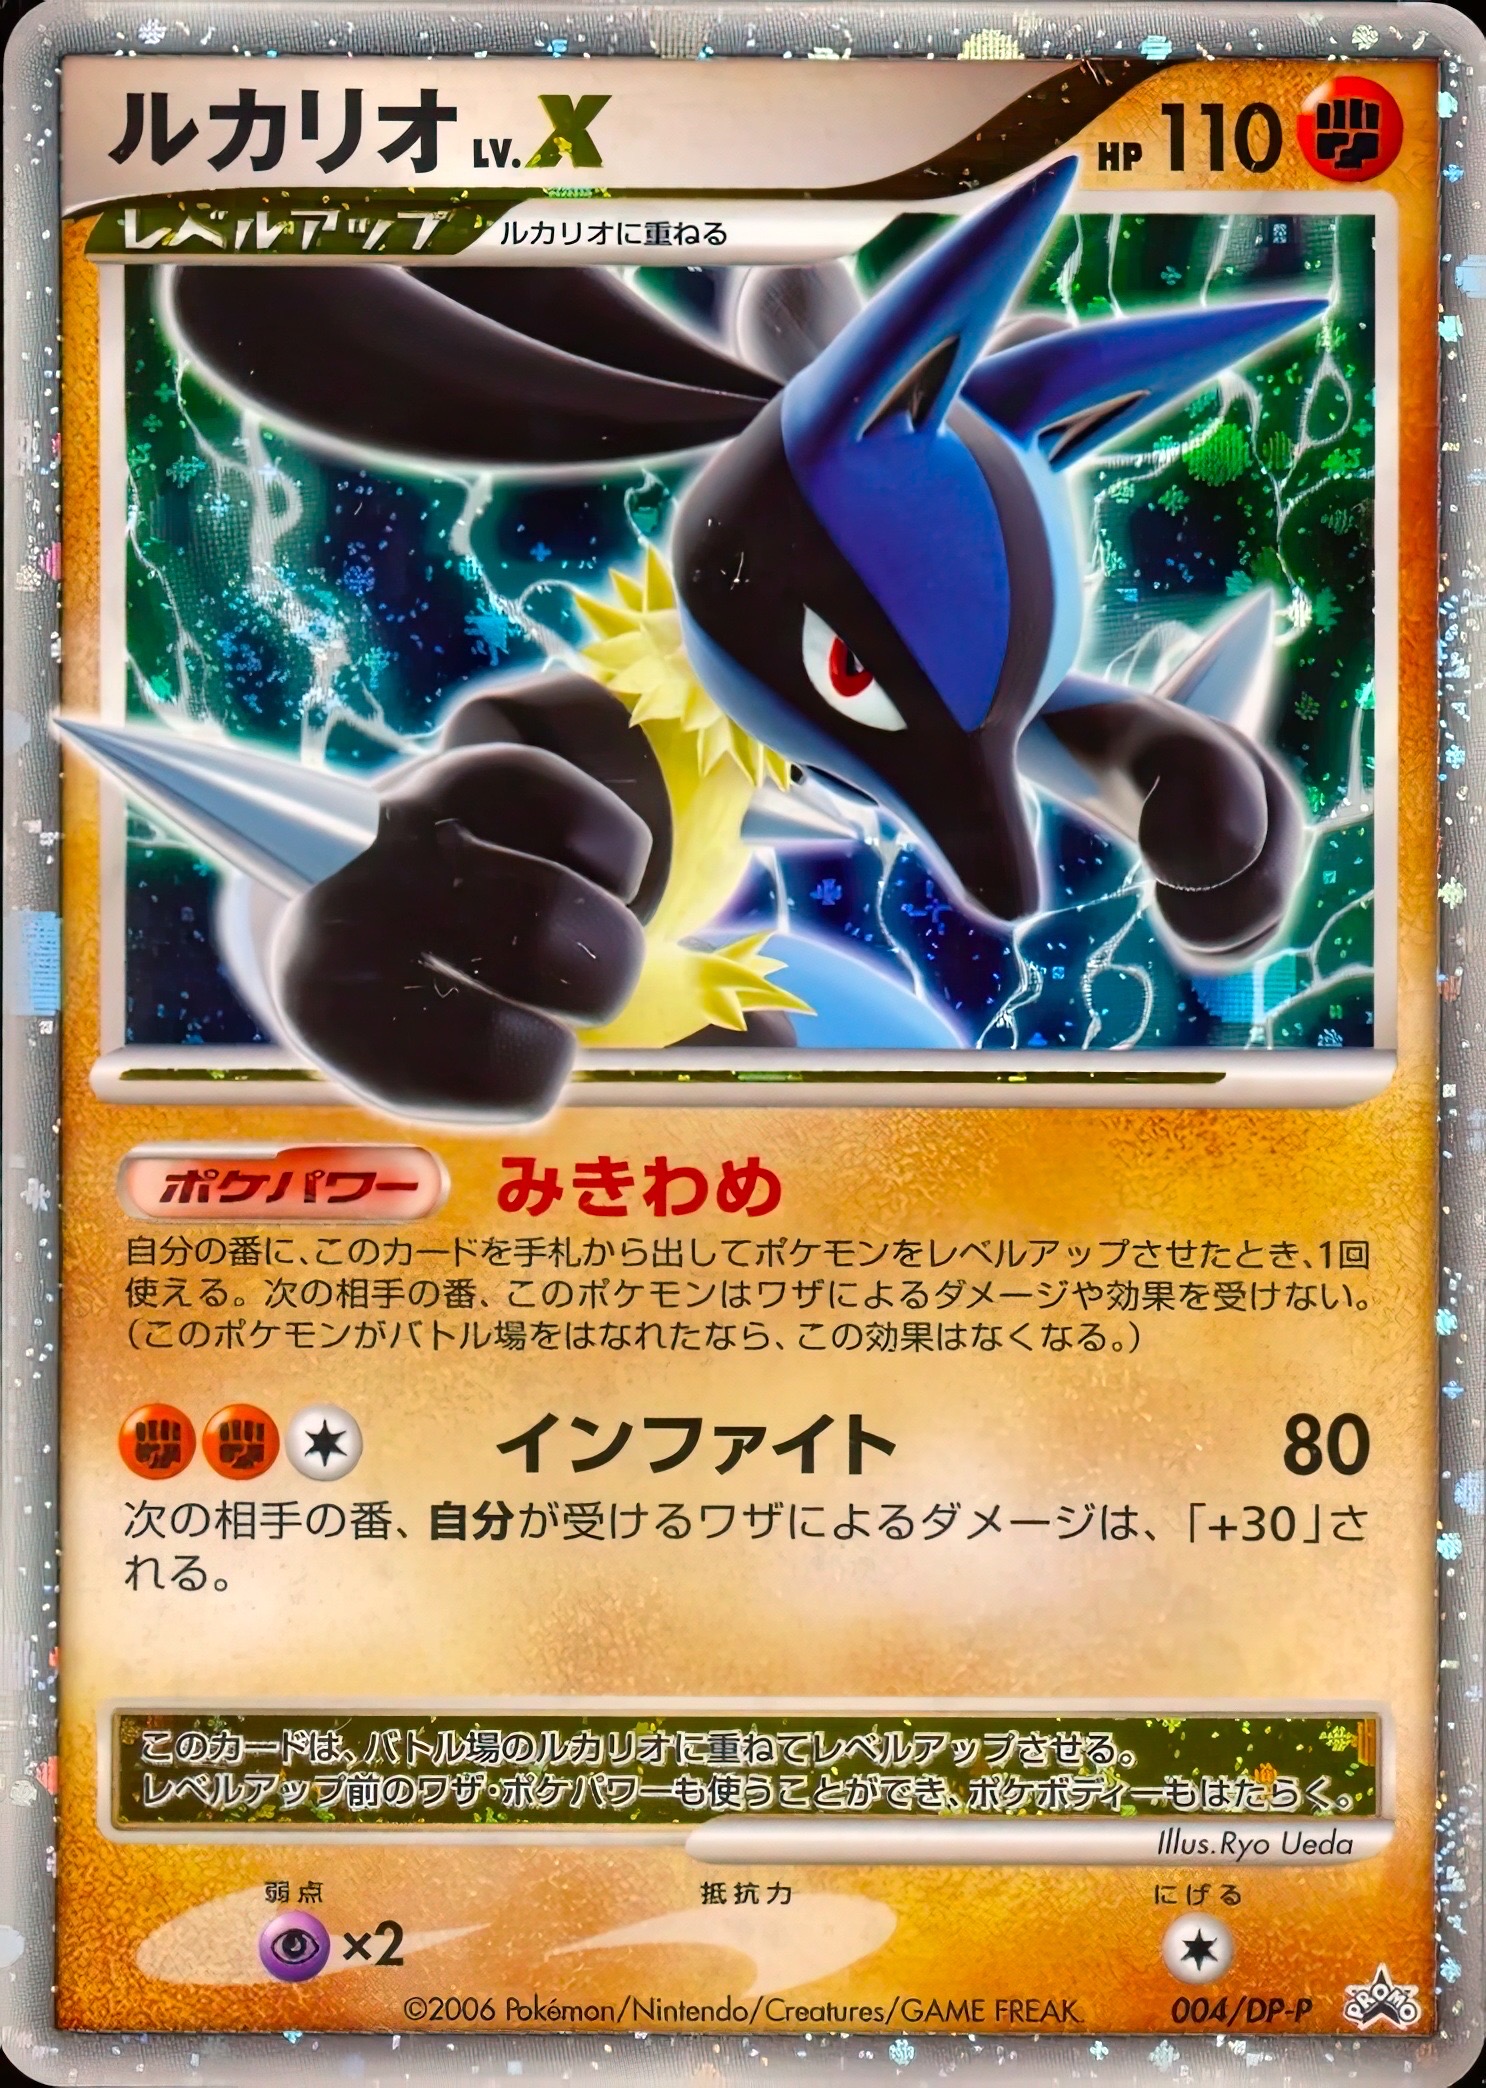 ルカリオ LV.X
HP 110
レベルアップ ルカリオに重ねる
ポケパワー みきわめ
自分の番に、このカードを手札から出してポケモンをレベルアップさせたとき、1回
使える。次の相手の番、このポケモンはワザによるダメージや効果を受けない。
（このポケモンがバトル場をはなれたなら、この効果はなくなる。）
インファイト 80
次の相手の番、自分が受けるワザによるダメージは、「+30」さ
れる。
このカードは、バトル場のルカリオに重ねてレベルアップさせる。
レベルアップ前のワザ・ポケパワーも使うことができ、ポケボディーもはたらく。
Illus.Ryo Ueda
弱点 抵抗力 にげる
×2
©2006 Pokémon/Nintendo/Creatures/GAME FREAK. 004/DP-P PROMO